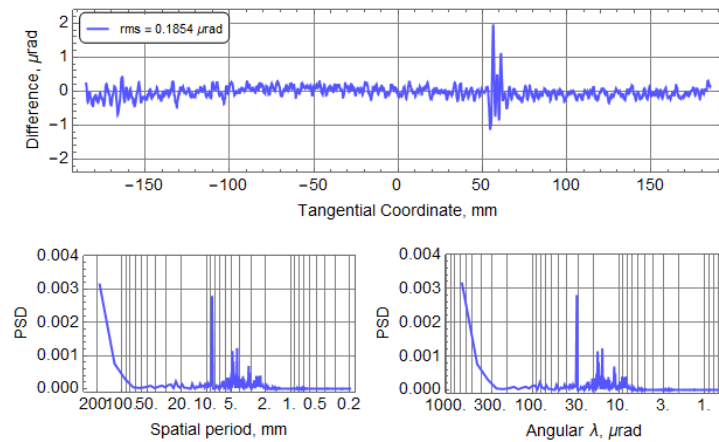 rms = 0.1854 μrad
2
1
0
−1
−2
Difference, μrad
−150 −100 −50 0 50 100 150
Tangential Coordinate, mm
0.004
0.003
0.002
0.001
0.000
PSD
200100.50. 20.10. 5. 2. 1. 0.5 0.2
Spatial period, mm
0.004
0.003
0.002
0.001
0.000
PSD
1000. 300. 100. 30. 10. 3. 1.
Angular λ, μrad